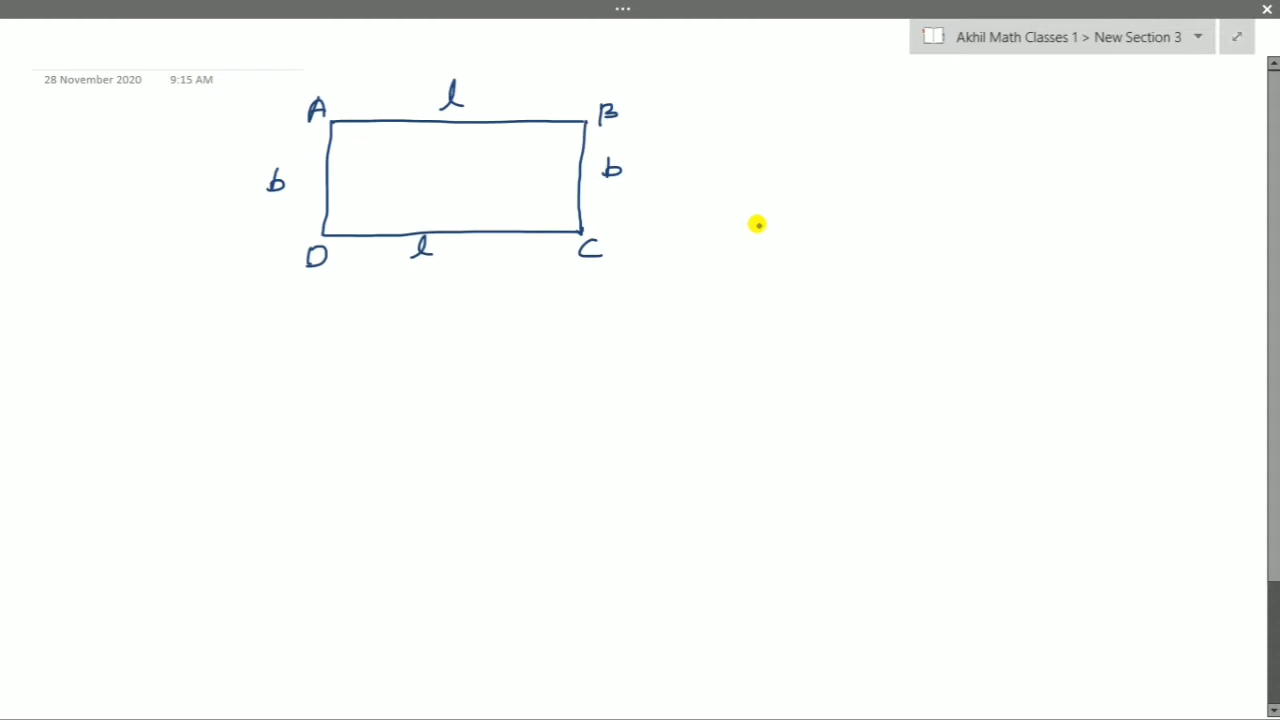 Akhil Math Classes 1 > New Section 3
28 November 2020 9:15 AM
l
A B
b b
D l C